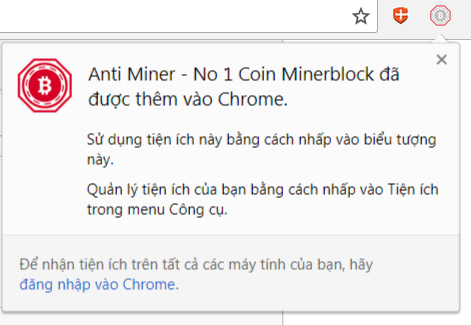 Anti Miner - No 1 Coin Minerblock đã
được thêm vào Chrome.
Sử dụng tiện ích này bằng cách nhấp vào biểu tượng
này.
Quản lý tiện ích của bạn bằng cách nhấp vào Tiện ích
trong menu Công cụ.
Để nhận tiện ích trên tất cả các máy tính của bạn, hãy
đăng nhập vào Chrome.